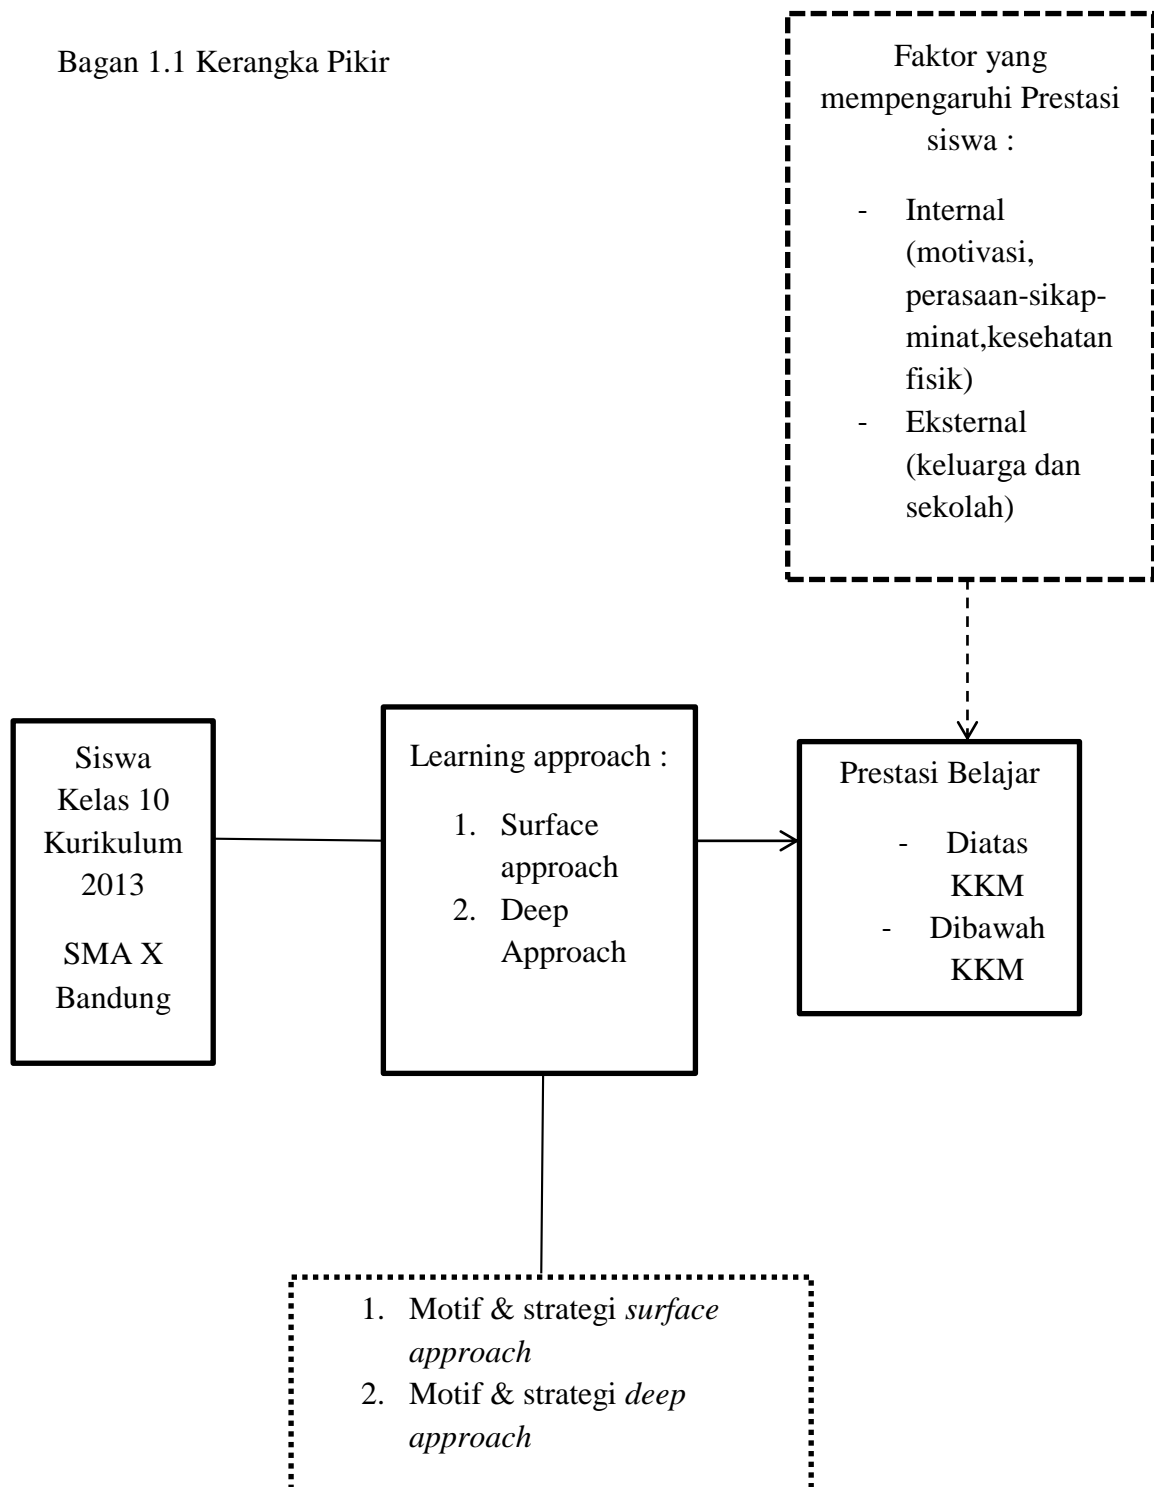 Bagan 1.1 Kerangka Pikir
Faktor yang
mempengaruhi Prestasi
siswa :
- Internal
(motivasi,
perasaan-sikap-
minat,kesehatan
fisik)
- Eksternal
(keluarga dan
sekolah)
Siswa
Kelas 10
Kurikulum
2013
SMA X
Bandung
Learning approach :
1. Surface
approach
2. Deep
Approach
Prestasi Belajar
- Diatas
KKM
- Dibawah
KKM
1. Motif & strategi surface
approach
2. Motif & strategi deep
approach